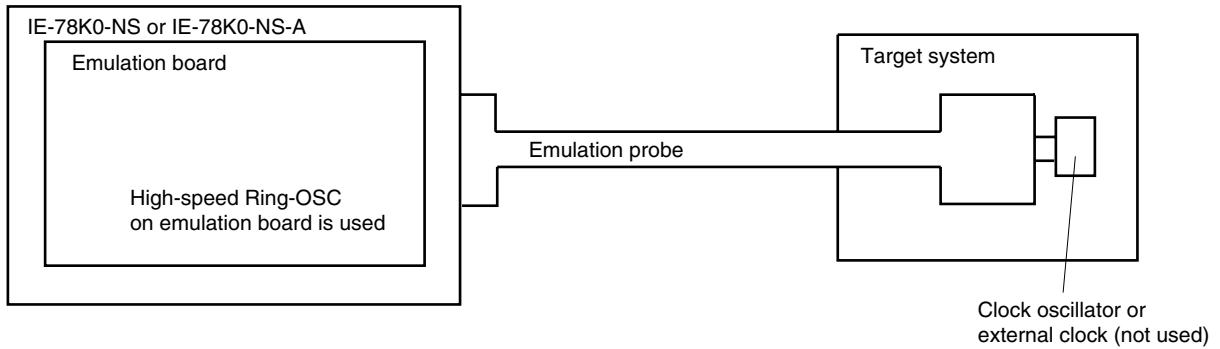 IE-78K0-NS or IE-78K0-NS-A
Emulation board
High-speed Ring-OSC
on emulation board is used
Emulation probe
Target system
Clock oscillator or
external clock (not used)